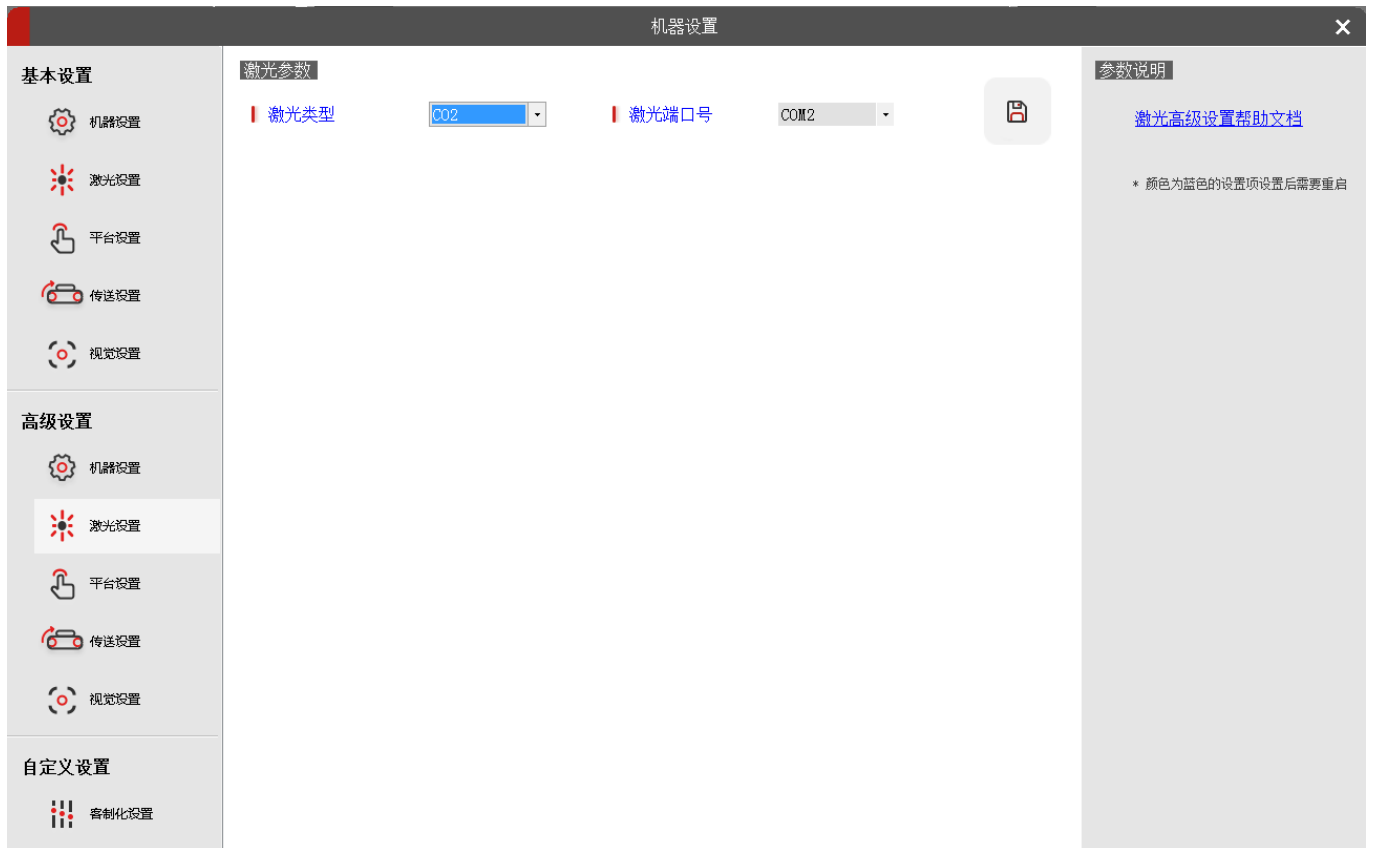 机器设置
基本设置
机器设置
激光设置
平台设置
传送设置
视觉设置
高级设置
机器设置
激光设置
平台设置
传送设置
视觉设置
自定义设置
客制化设置
激光参数
激光类型 CO2 激光端口号 COM2
参数说明
激光高级设置帮助文档
* 颜色为蓝色的设置项设置后需要重启